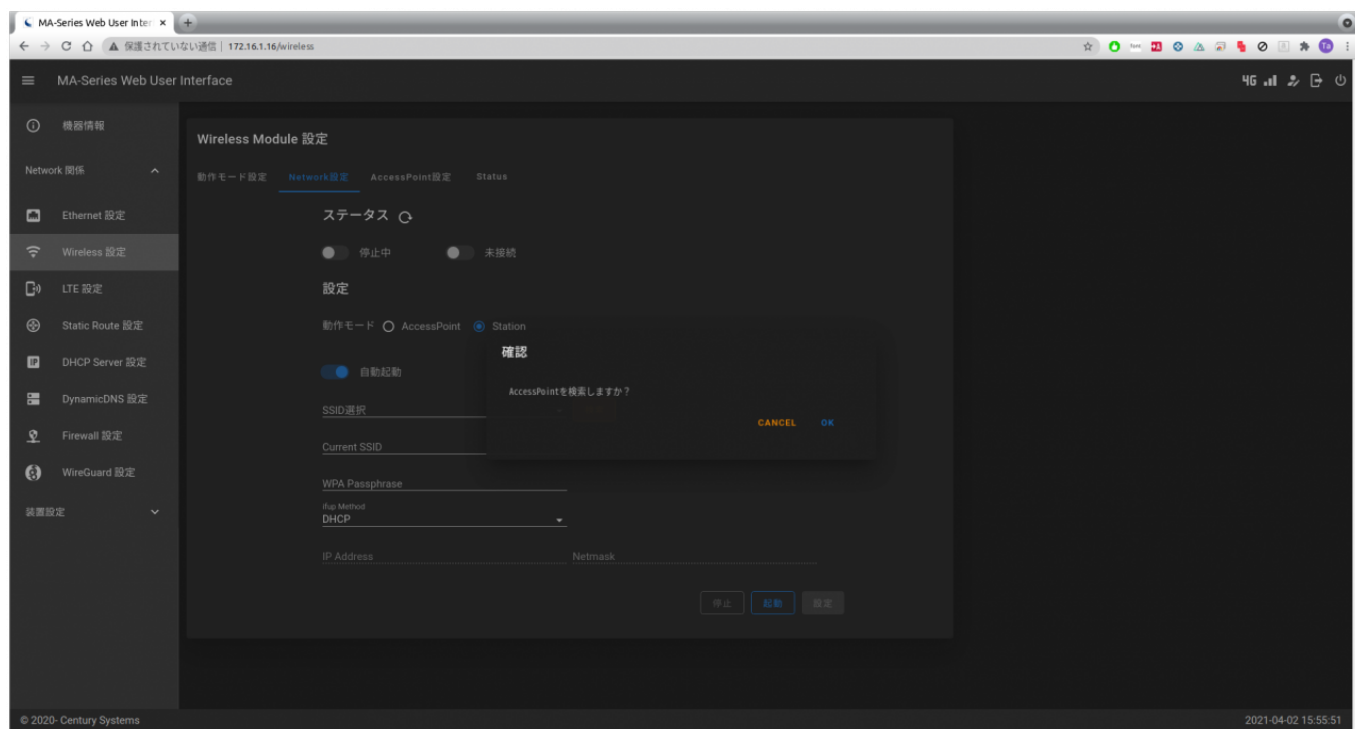 MA-Series Web User Inter
保護されていない通信 | 172.16.1.16/wireless
MA-Series Web User Interface
4G
機器情報
Network 関係
Ethernet 設定
Wireless 設定
LTE 設定
Static Route 設定
DHCP Server 設定
DynamicDNS 設定
Firewall 設定
WireGuard 設定
装置設定
Wireless Module 設定
動作モード設定 Network設定 AccessPoint設定 Status
ステータス
停止中 未接続
設定
動作モード AccessPoint Station
自動起動
SSID選択
Current SSID
WPA Passphrase
ifup Method
DHCP
IP Address Netmask
停止 起動 設定
確認
AccessPointを検索しますか？
CANCEL OK
© 2020- Century Systems
2021-04-02 15:55:51